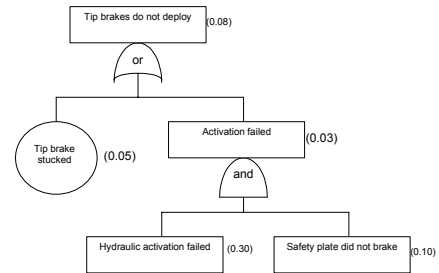 Tip brakes do not deploy
(0.08)
or
Tip brake
stucked
(0.05)
Activation failed
(0.03)
and
Hydraulic activation failed
(0.30)
Safety plate did not brake
(0.10)